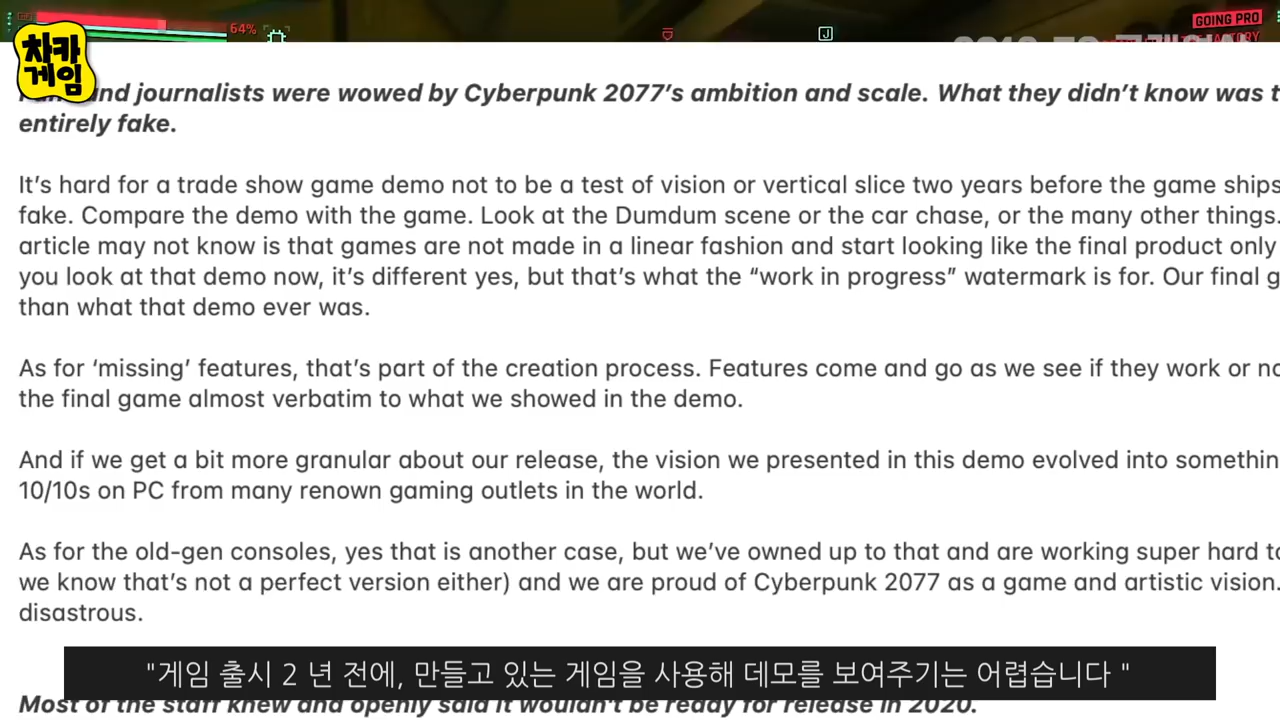 64%
GOING PRO
J
차카
게임
and journalists were wowed by Cyberpunk 2077's ambition and scale. What they didn't know was
entirely fake.
It's hard for a trade show game demo not to be a test of vision or vertical slice two years before the game ships
fake. Compare the demo with the game. Look at the Dumdum scene or the car chase, or the many other things.
article may not know is that games are not made in a linear fashion and start looking like the final product only
you look at that demo now, it's different yes, but that's what the “work in progress” watermark is for. Our final
than what that demo ever was.
As for ‘missing’ features, that's part of the creation process. Features come and go as we see if they work or
the final game almost verbatim to what we showed in the demo.
And if we get a bit more granular about our release, the vision we presented in this demo evolved into
10/10s on PC from many renown gaming outlets in the world.
As for the old-gen consoles, yes that is another case, but we've owned up to that and are working super hard
we know that's not a perfect version either) and we are proud of Cyberpunk 2077 as a game and artistic vision.
disastrous.
"게임 출시 2 년 전에, 만들고 있는 게임을 사용해 데모를 보여주기는 어렵습니다 "
Most of the staff knew and openly said it wouldn't be ready for release in 2020.